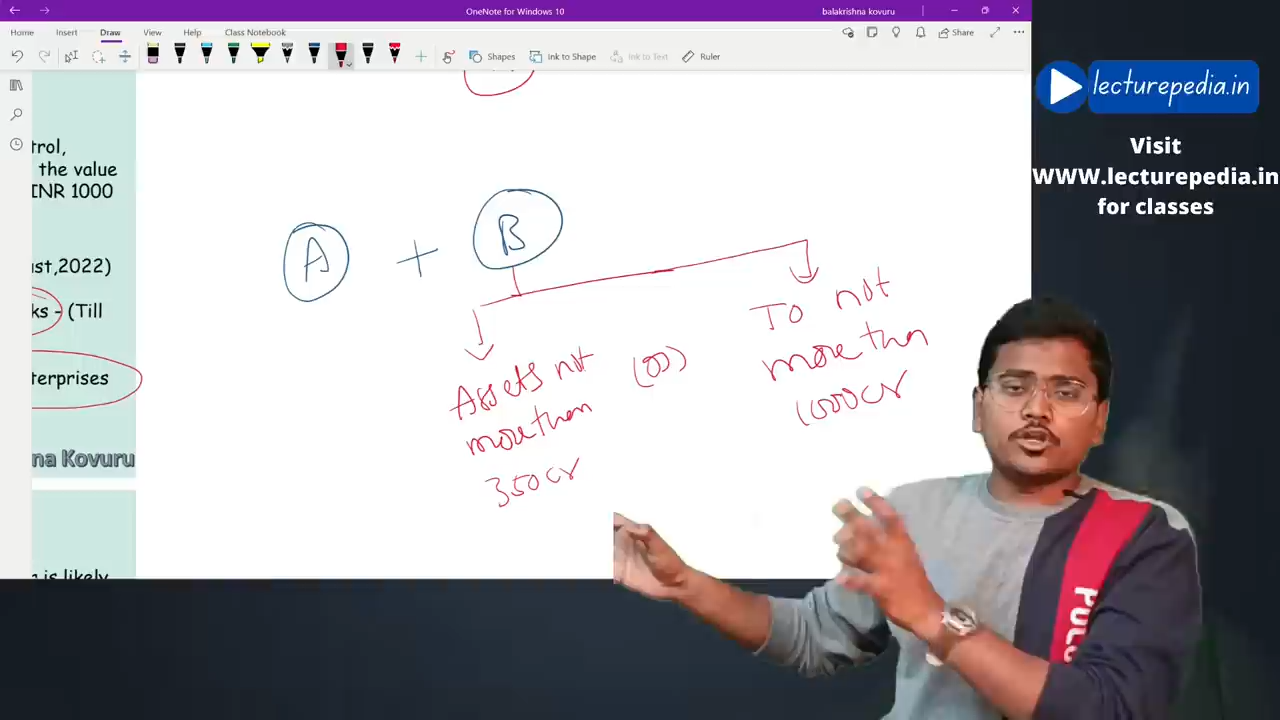 OneNote for Windows 10
balakrishna kovuru
Home Insert Draw View Help Class Notebook
Share
Shapes Ink to Shape Ink to Text Ruler
lecturepedia.in
Visit
WWW.lecturepedia.in
for classes
trol,
the value
INR 1000
ust,2022)
ks - (Till
terprises
na Kovuru
n is likely
A + B
Assets not
more than
350cr
(or)
To not
more than
1000cr